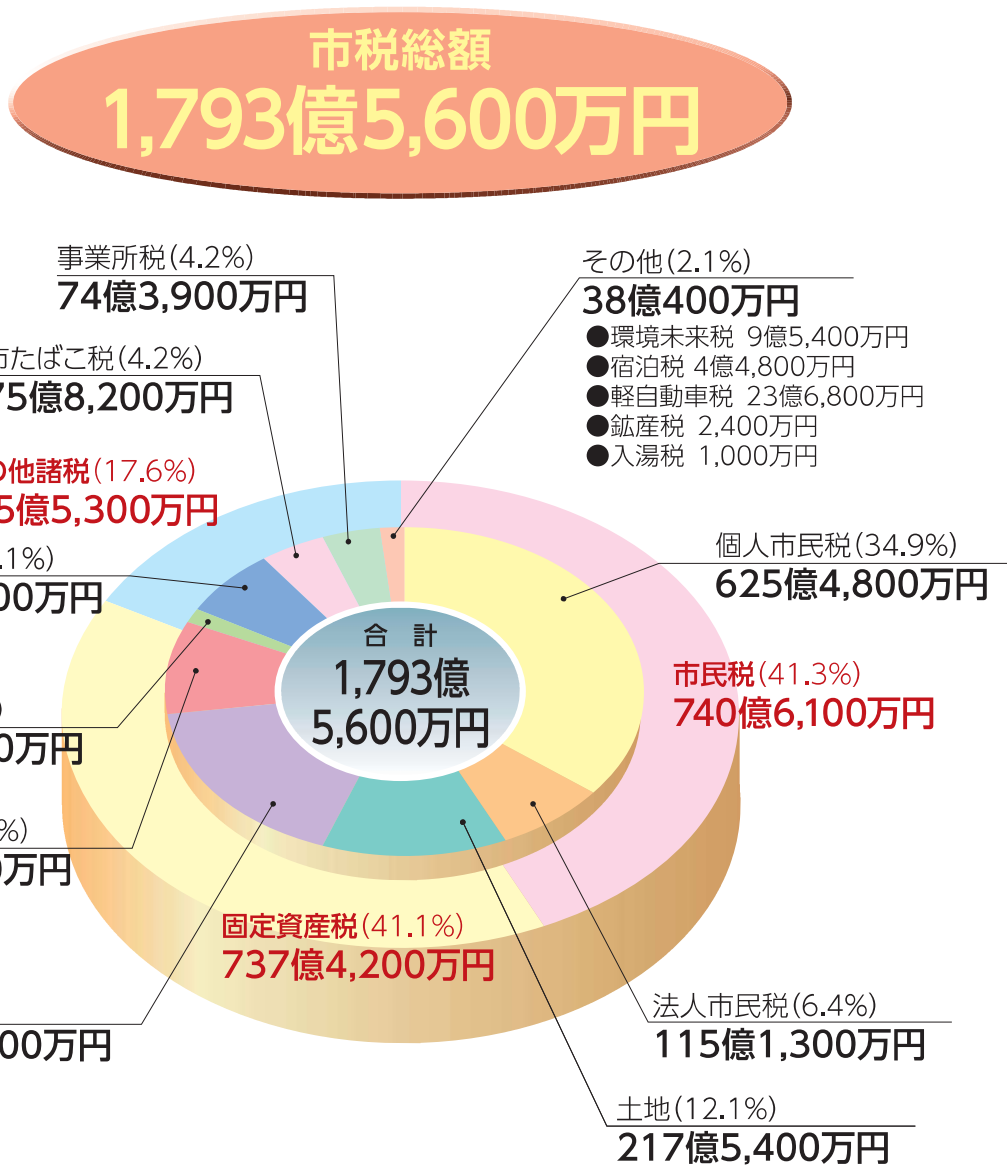 市税総額
1,793億5,600万円
事業所税(4.2%)
74億3,900万円
その他(2.1%)
38億400万円
●環境未来税 9億5,400万円
●宿泊税 4億4,800万円
●軽自動車税 23億6,800万円
●鉱産税 2,400万円
●入湯税 1,000万円
市たばこ税(4.2%)
75億8,200万円
の他諸税(17.6%)
5億5,300万円
.1%)
00万円
個人市民税(34.9%)
625億4,800万円
合計
1,793億
5,600万円
市民税(41.3%)
740億6,100万円
)
0万円
%)
万円
固定資産税(41.1%)
737億4,200万円
00万円
法人市民税(6.4%)
115億1,300万円
土地(12.1%)
217億5,400万円